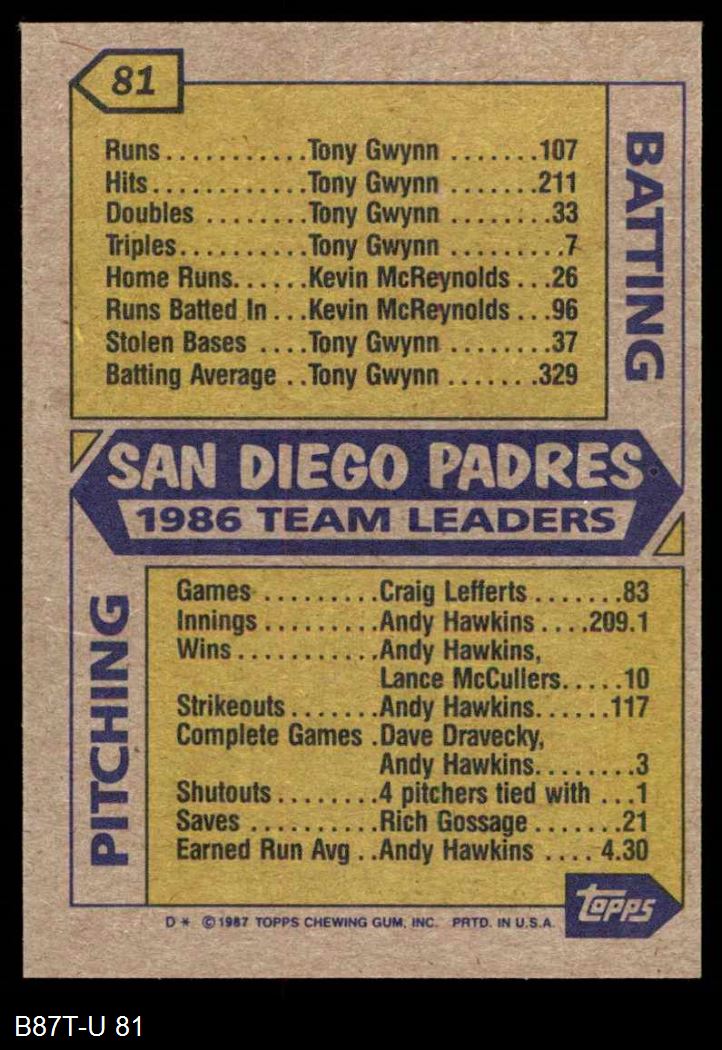 81
Runs...........Tony Gwynn.......107
Hits............Tony Gwynn........211
Doubles........Tony Gwynn........33
Triples..........Tony Gwynn.........7
Home Runs......Kevin McReynolds...26
Runs Batted In...Kevin McReynolds...96
Stolen Bases....Tony Gwynn........37
Batting Average..Tony Gwynn.......329
BATTING
SAN DIEGO PADRES
1986 TEAM LEADERS
PITCHING
Games.........Craig Lefferts.......83
Innings.........Andy Hawkins....209.1
Wins...........Andy Hawkins,
Lance McCullers.....10
Strikeouts.......Andy Hawkins......117
Complete Games.Dave Dravecky,
Andy Hawkins........3
Shutouts........4 pitchers tied with...1
Saves..........Rich Gossage.......21
Earned Run Avg..Andy Hawkins....4.30
Topps
D* ©1987 TOPPS CHEWING GUM, INC. PRTD. IN U.S.A.
B87T-U 81